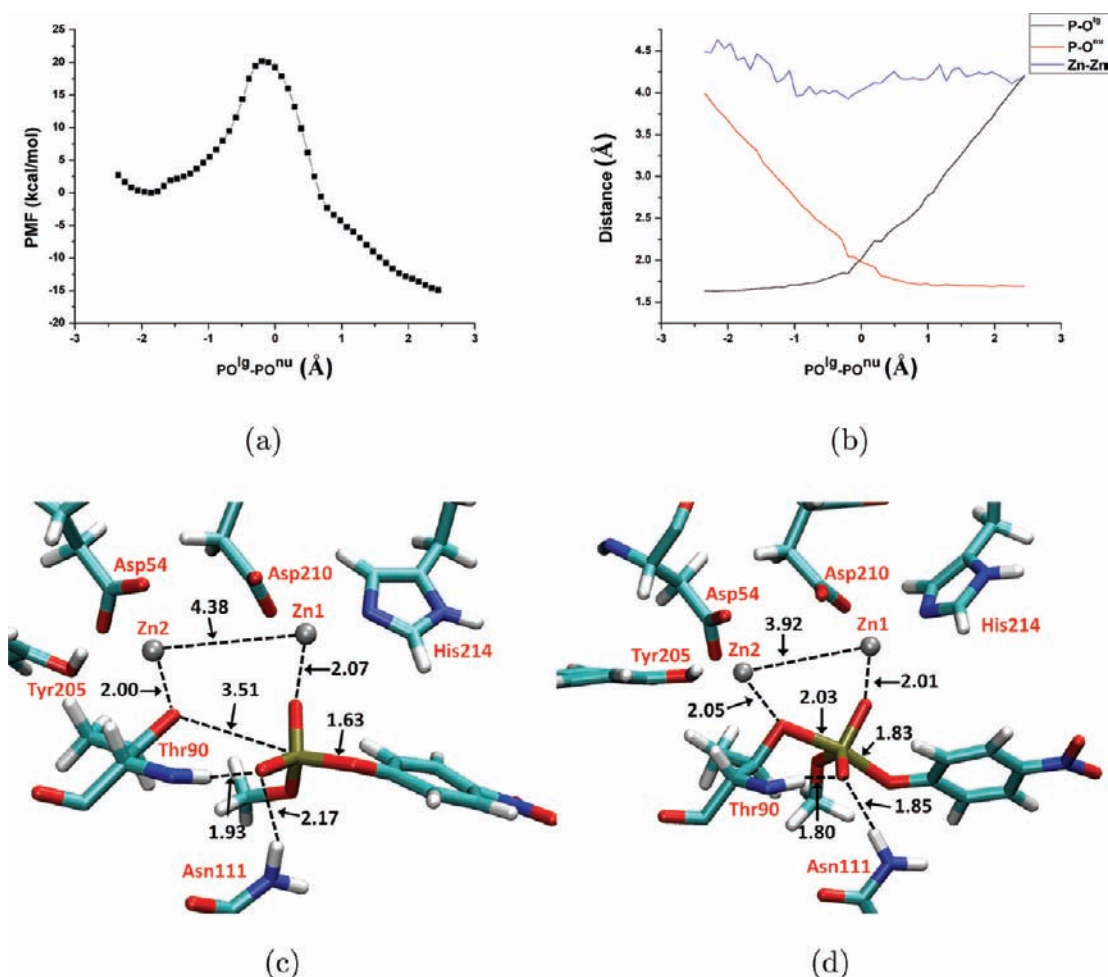 PMF (kcal/mol)
25
20
15
10
5
0
-5
-10
-15
-20
-3 -2 -1 0 1 2 3
PO^lg-PO^nu (Å)
(a)
P-O^lg
P-O^nu
Zn-Zn
Distance (Å)
4.5
4.0
3.5
3.0
2.5
2.0
1.5
-3 -2 -1 0 1 2 3
PO^lg-PO^nu (Å)
(b)
Asp54
Asp210
Zn1
Zn2
4.38
His214
Tyr205
2.00
2.07
3.51
1.63
Thr90
1.93
2.17
Asn111
(c)
Asp210
Asp54
Zn1
3.92
Zn2
His214
Tyr205
2.01
2.05
2.03
1.83
Thr90
1.85
1.80
Asn111
(d)